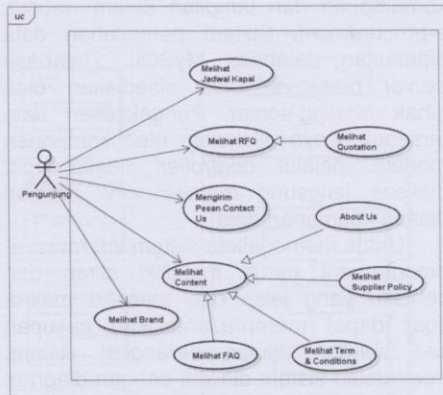 uc
Melihat
Jadwal Kapal
Melihat RFQ
Melihat
Quotation
Pengunjung
Mengirim
Pesan Contact
Us
About Us
Melihat
Content
Melihat
Supplier Policy
Melihat Brand
Melihat FAQ
Melihat Term
& Conditions